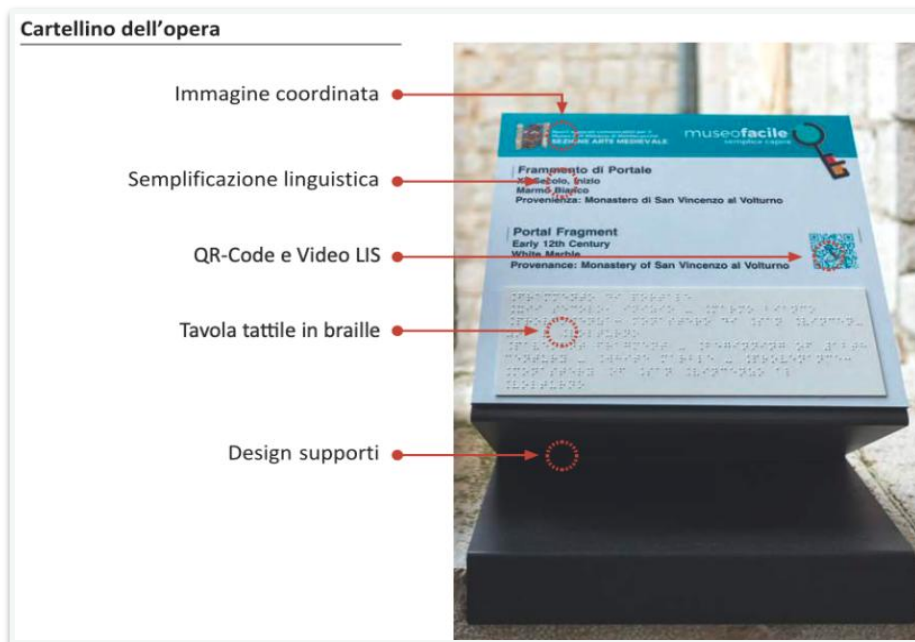 Cartellino dell'opera
Immagine coordinata
Semplificazione linguistica
QR-Code e Video LIS
Tavola tattile in braille
Design supporti
SEZIONE ARTE MEDIEVALE
museofacile
semplice capire
Frammento di Portale
Secolo, Inizio
Marmo Bianco
Provenienza: Monastero di San Vincenzo al Volturno
Portal Fragment
Early 12th Century
White Marble
Provenance: Monastery of San Vincenzo al Volturno